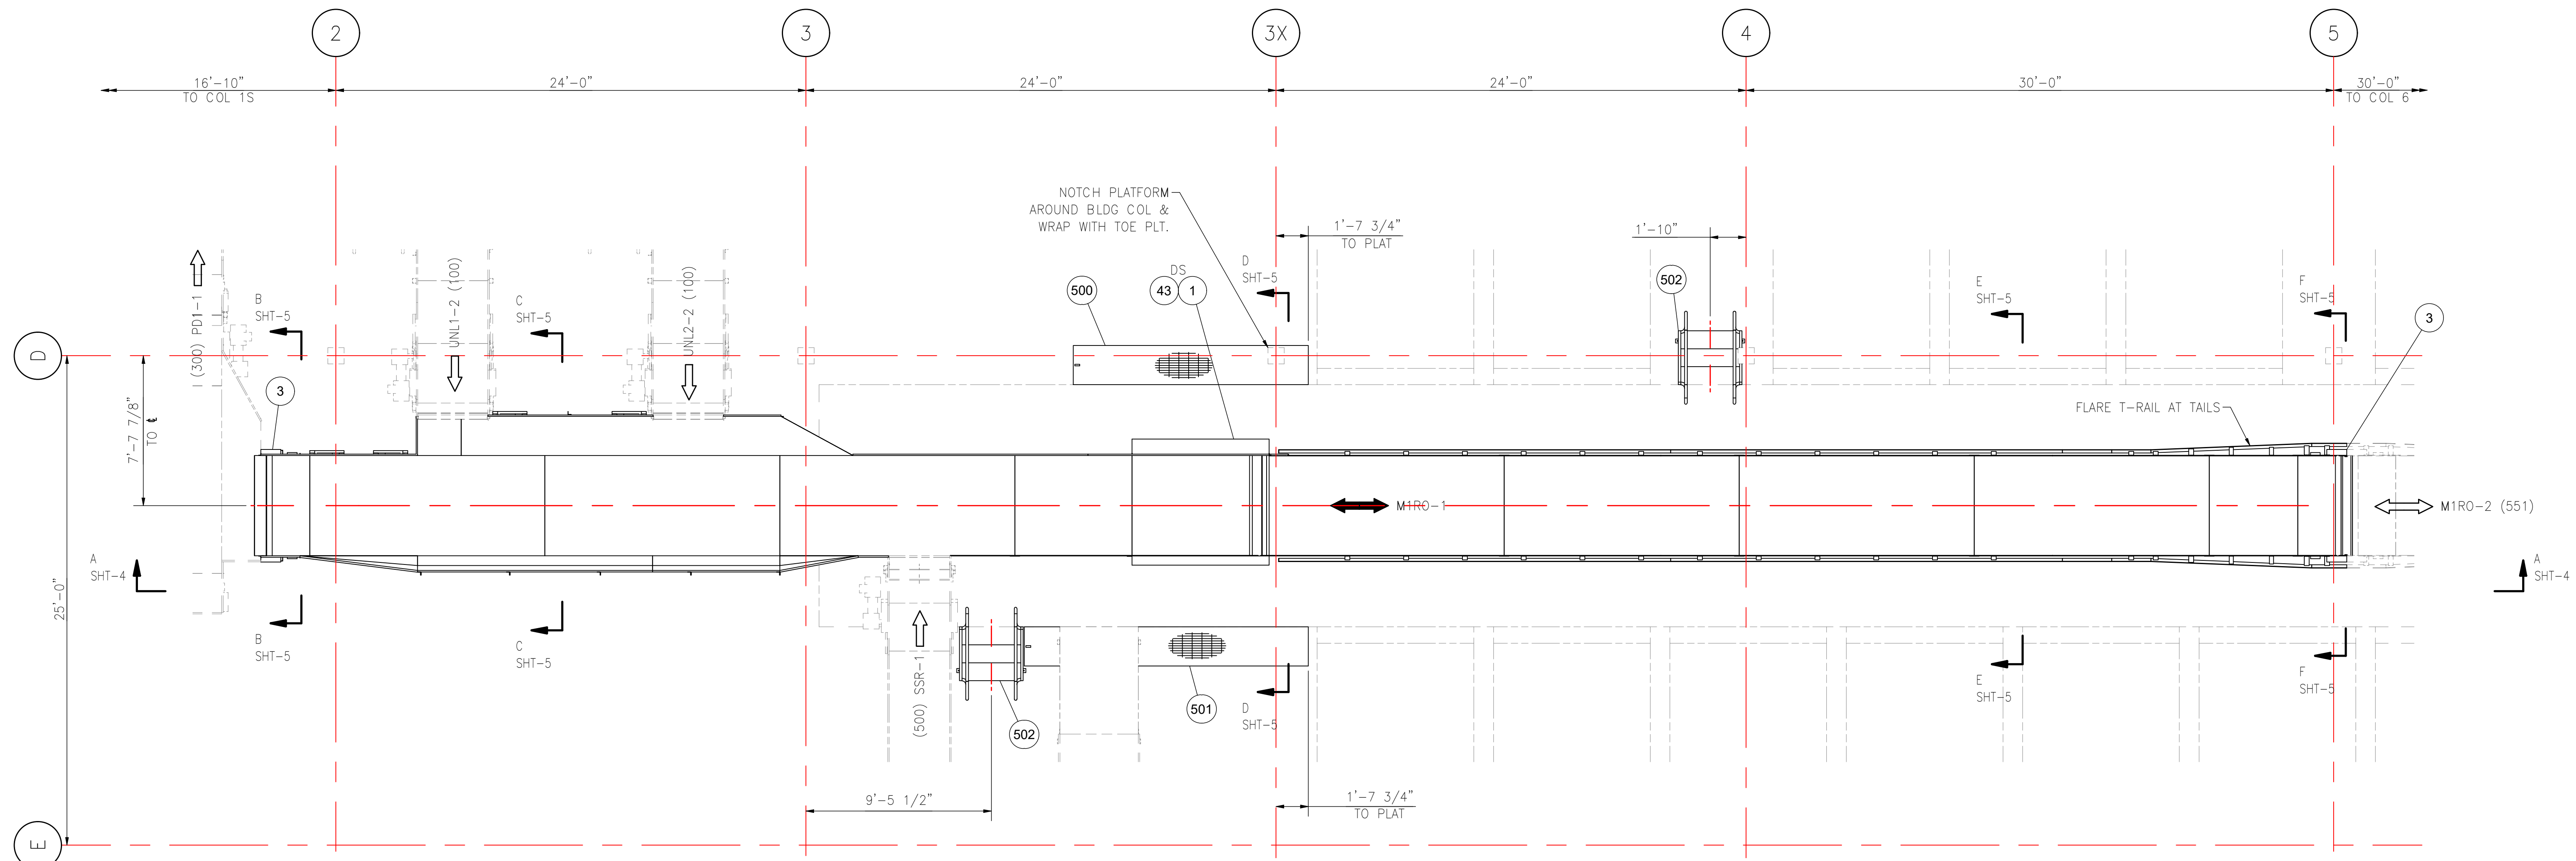 2
3
3X
4
5
16'-10"
TO COL 1S
24'-0"
24'-0"
24'-0"
30'-0"
30'-0"
TO COL 6
NOTCH PLATFORM
AROUND BLDG COL &
WRAP WITH TOE PLT.
1'-7 3/4"
TO PLAT
1'-10"
(300) PD1-1
UNL1-2 (100)
UNL2-2 (100)
B
SHT-5
C
SHT-5
500
DS
43
1
D
SHT-5
502
E
SHT-5
F
SHT-5
3
D
3
7'-7 7/8"
TO ℄
FLARE T-RAIL AT TAILS
M1RO-1
M1RO-2 (551)
A
SHT-4
A
SHT-4
25'-0"
B
SHT-5
C
SHT-5
(500) SSR-1
502
501
D
SHT-5
E
SHT-5
F
SHT-5
9'-5 1/2"
1'-7 3/4"
TO PLAT
E